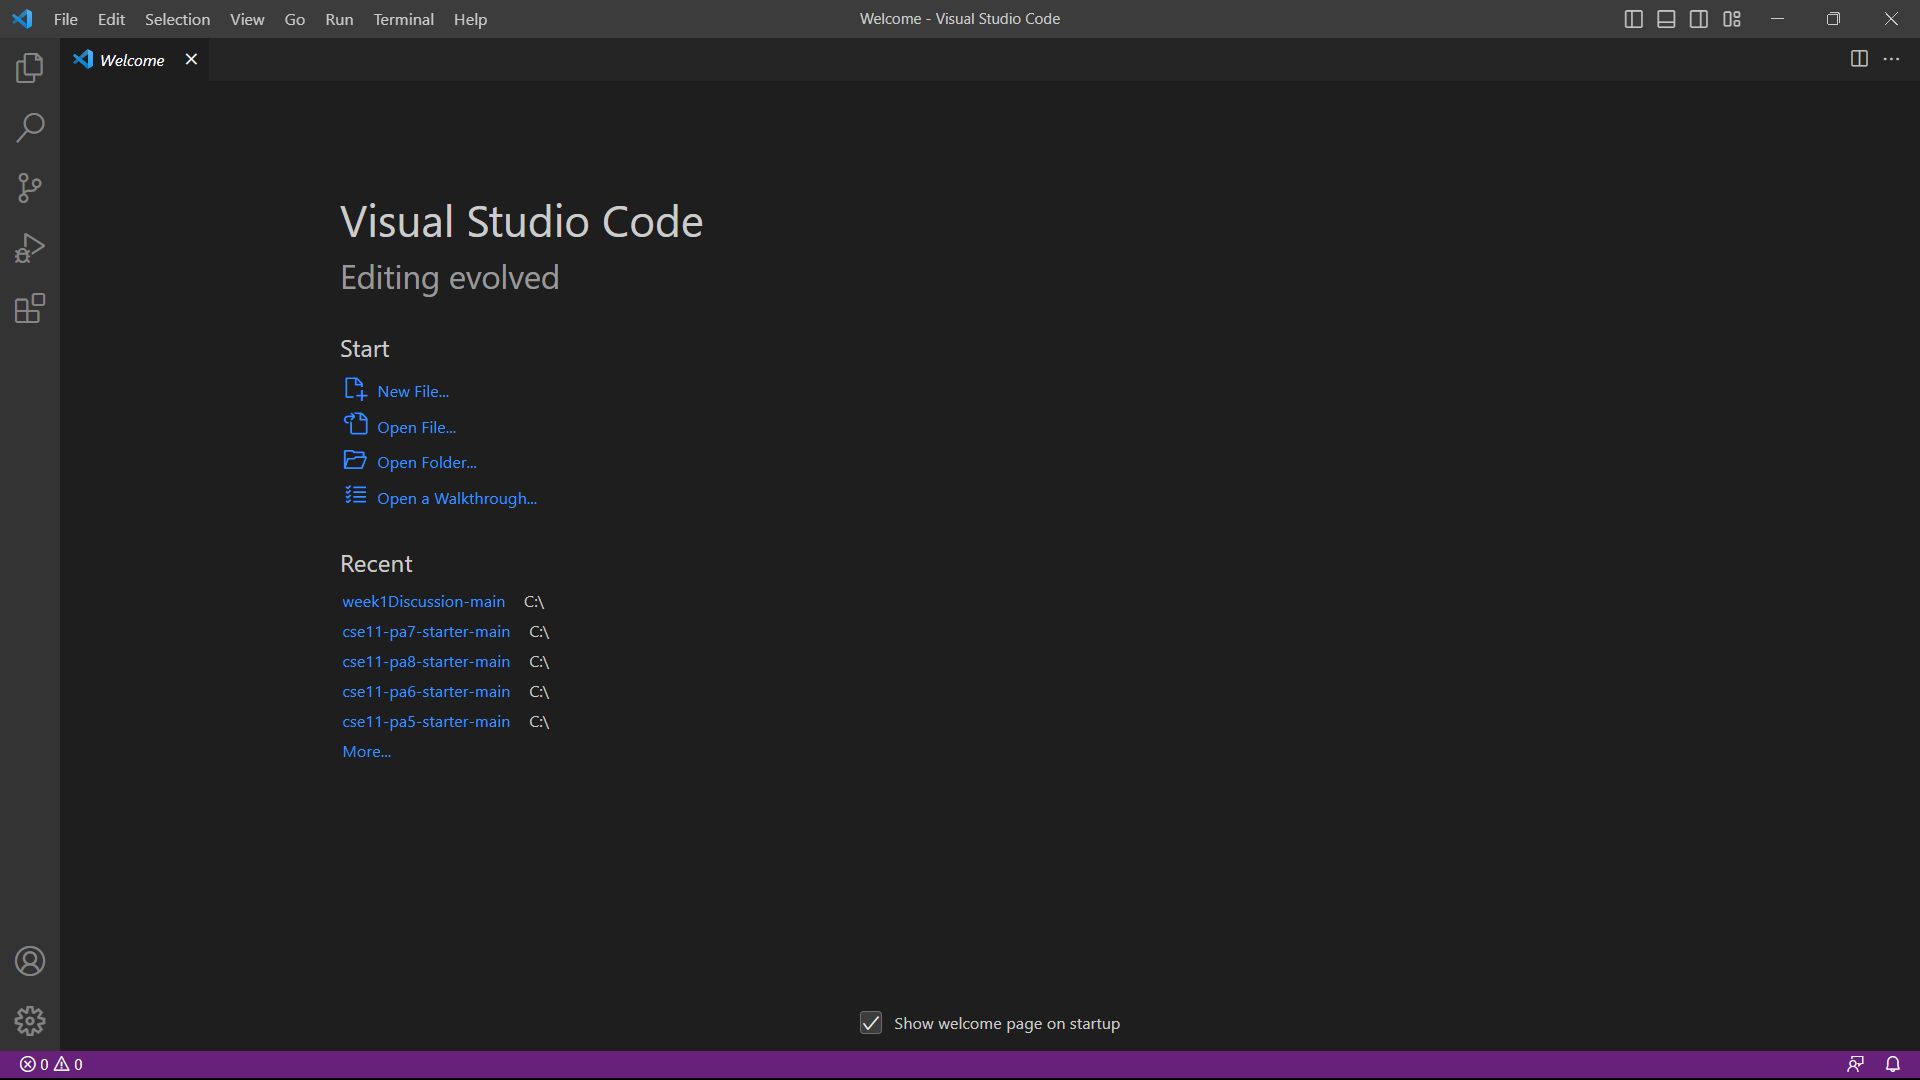 File Edit Selection View Go Run Terminal Help Welcome - Visual Studio Code
Welcome
Visual Studio Code
Editing evolved
Start
New File...
Open File...
Open Folder...
Open a Walkthrough...
Recent
week1Discussion-main C:\
cse11-pa7-starter-main C:\
cse11-pa8-starter-main C:\
cse11-pa6-starter-main C:\
cse11-pa5-starter-main C:\
More...
Show welcome page on startup
0 0